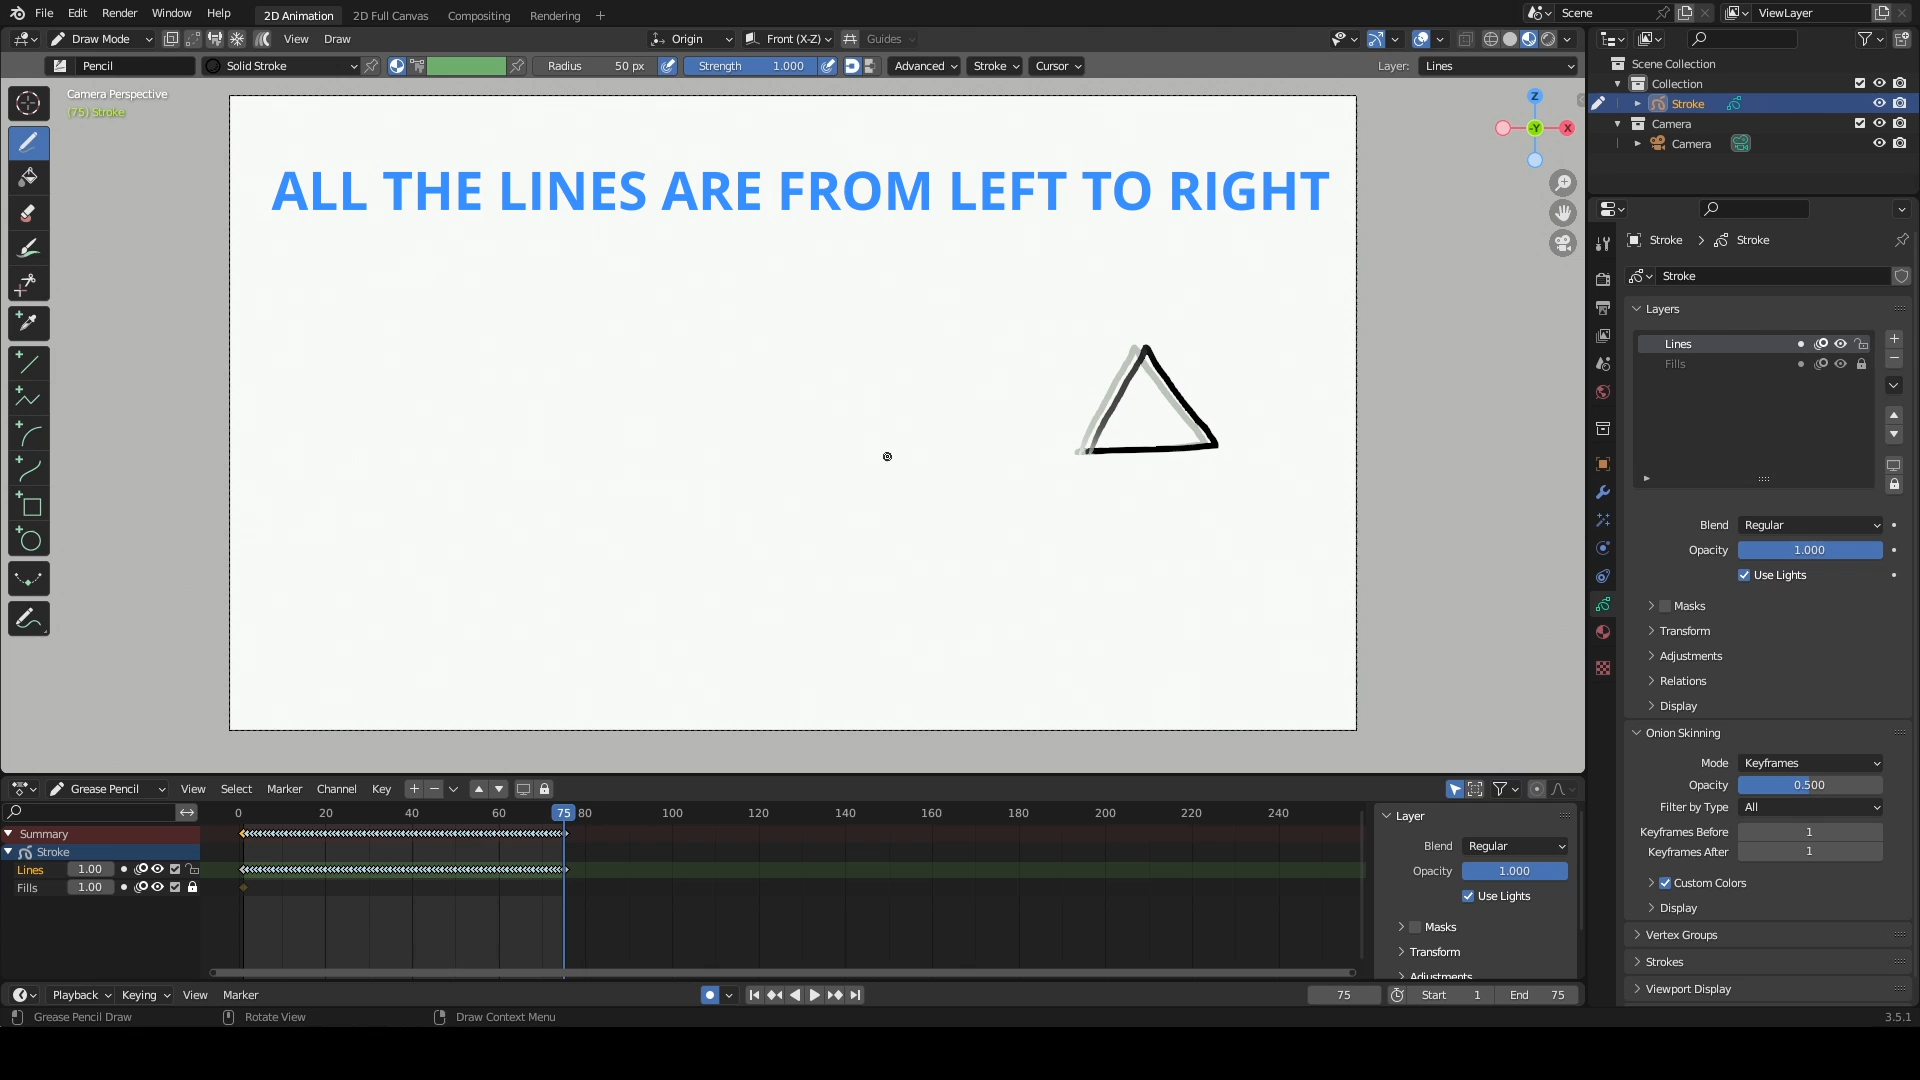 File Edit Render Window Help 2D Animation 2D Full Canvas Compositing Rendering + Scene ViewLayer
Draw Mode View Draw Origin Front (X-Z) Guides
Pencil Solid Stroke Radius 50 px Strength 1.000 Advanced Stroke Cursor Layer: Lines
Camera Perspective
(75) Stroke
ALL THE LINES ARE FROM LEFT TO RIGHT
Z
-Y X
Scene Collection
Collection
Stroke
Camera
Camera
Stroke > Stroke
Stroke
Layers
Lines
Fills
Blend Regular
Opacity 1.000
Use Lights
Masks
Transform
Adjustments
Relations
Display
Onion Skinning
Mode Keyframes
Opacity 0.500
Filter by Type All
Keyframes Before 1
Keyframes After 1
Custom Colors
Display
Vertex Groups
Strokes
Viewport Display
Grease Pencil View Select Marker Channel Key
0 20 40 60 75 80 100 120 140 160 180 200 220 240
Summary
Stroke
Lines 1.00
Fills 1.00
Layer
Blend Regular
Opacity 1.000
Use Lights
Masks
Transform
Adjustments
Playback Keying View Marker 75 Start 1 End 75
Grease Pencil Draw Rotate View Draw Context Menu 3.5.1